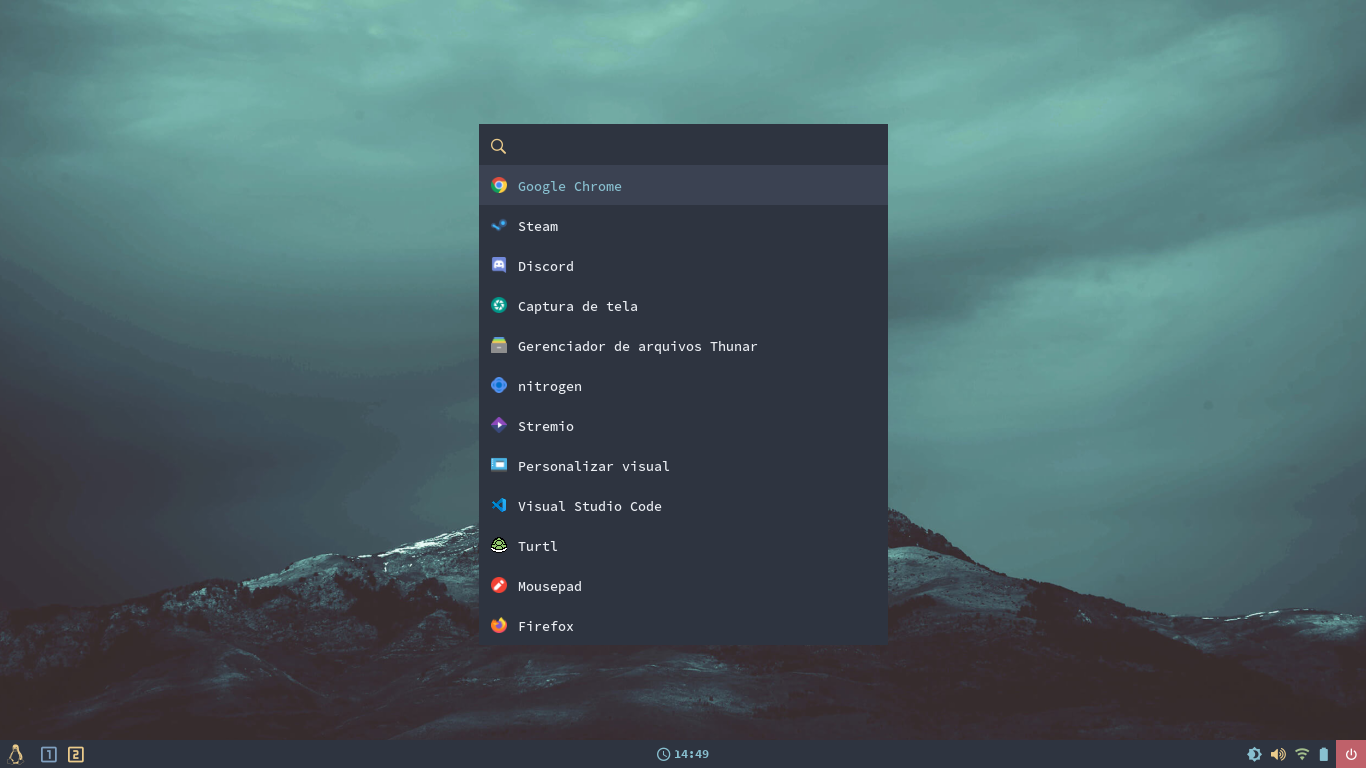 Google Chrome
Steam
Discord
Captura de tela
Gerenciador de arquivos Thunar
nitrogen
Stremio
Personalizar visual
Visual Studio Code
Turtl
Mousepad
Firefox
1 2 14:49